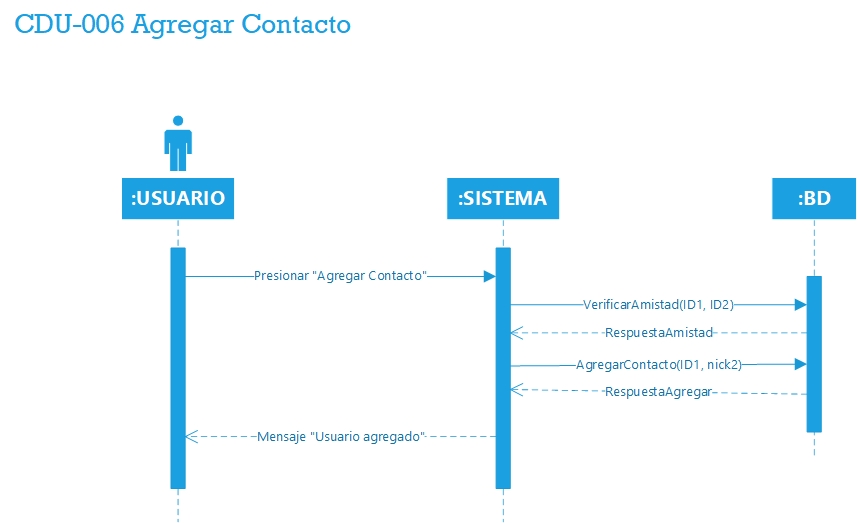 CDU-006 Agregar Contacto
:USUARIO
:SISTEMA
:BD
Presionar "Agregar Contacto"
VerificarAmistad(ID1, ID2)
RespuestaAmistad
AgregarContacto(ID1, nick2)
RespuestaAgregar
Mensaje "Usuario agregado"